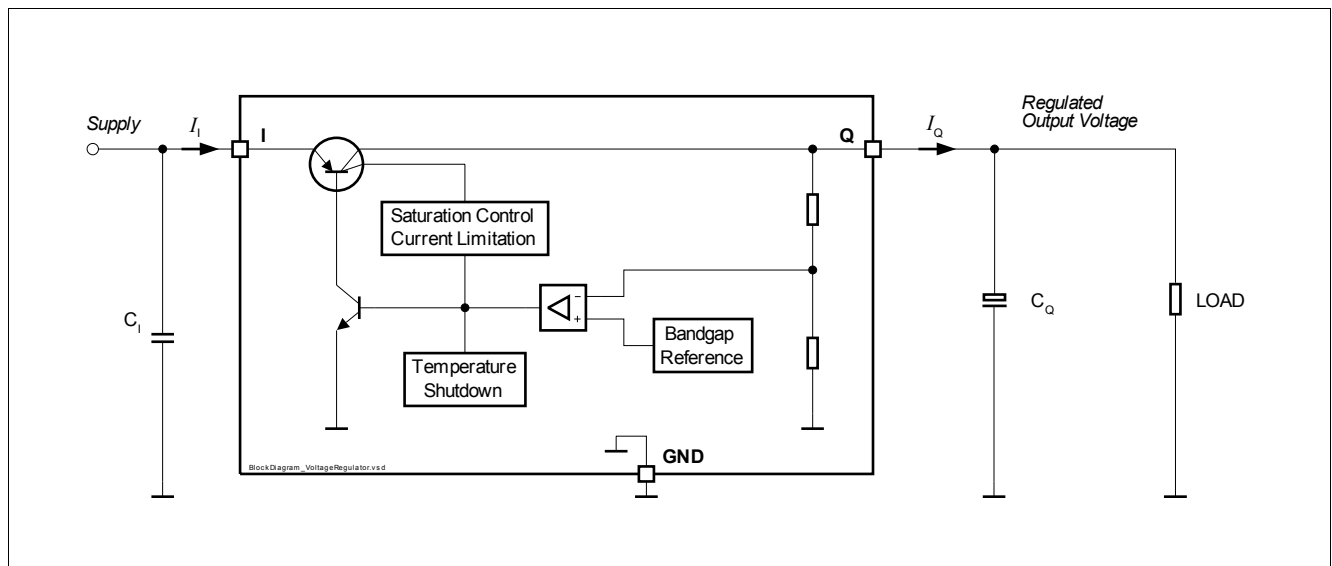 Supply
I_I
I
Q
I_Q
Regulated
Output Voltage
Saturation Control
Current Limitation
C_I
−
+
Bandgap
Reference
Temperature
Shutdown
C_Q
LOAD
GND
BlockDiagram_VoltageRegulator.vsd